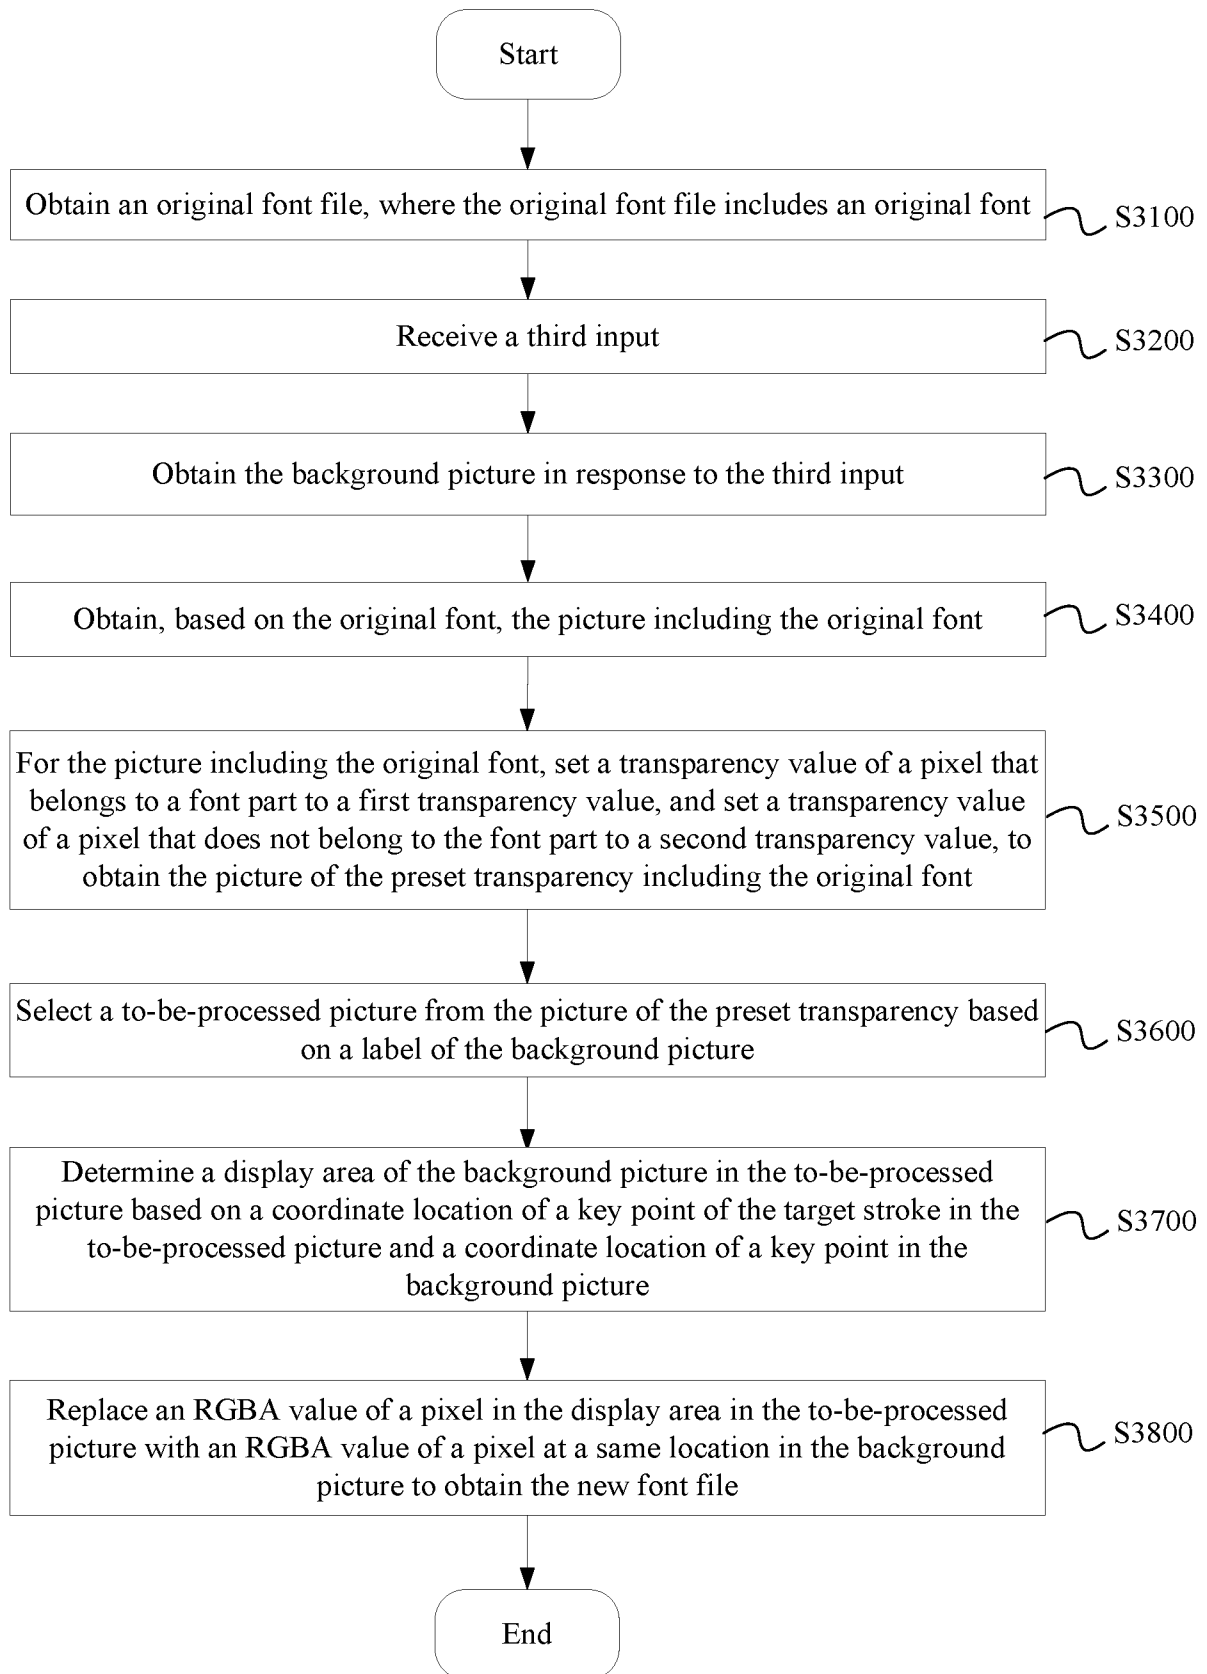 Start
Obtain an original font file, where the original font file includes an original font
S3100
Receive a third input
S3200
Obtain the background picture in response to the third input
S3300
Obtain, based on the original font, the picture including the original font
S3400
For the picture including the original font, set a transparency value of a pixel that
belongs to a font part to a first transparency value, and set a transparency value
of a pixel that does not belong to the font part to a second transparency value, to
obtain the picture of the preset transparency including the original font
S3500
Select a to-be-processed picture from the picture of the preset transparency based
on a label of the background picture
S3600
Determine a display area of the background picture in the to-be-processed
picture based on a coordinate location of a key point of the target stroke in the
to-be-processed picture and a coordinate location of a key point in the
background picture
S3700
Replace an RGBA value of a pixel in the display area in the to-be-processed
picture with an RGBA value of a pixel at a same location in the background
picture to obtain the new font file
S3800
End